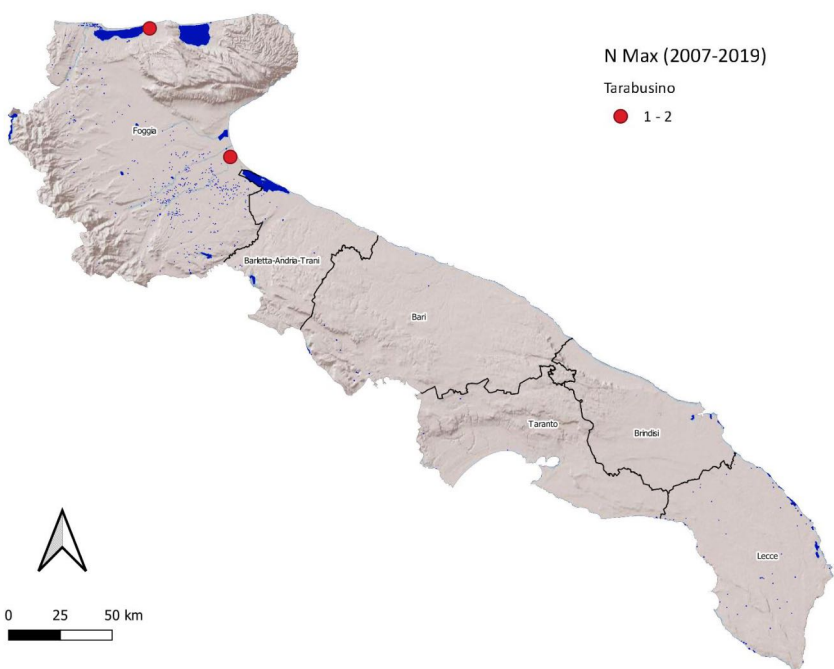 N Max (2007-2019)
Tarabusino
1 - 2
Foggia
Barletta-Andria-Trani
Bari
Taranto
Brindisi
Lecce
0 25 50 km